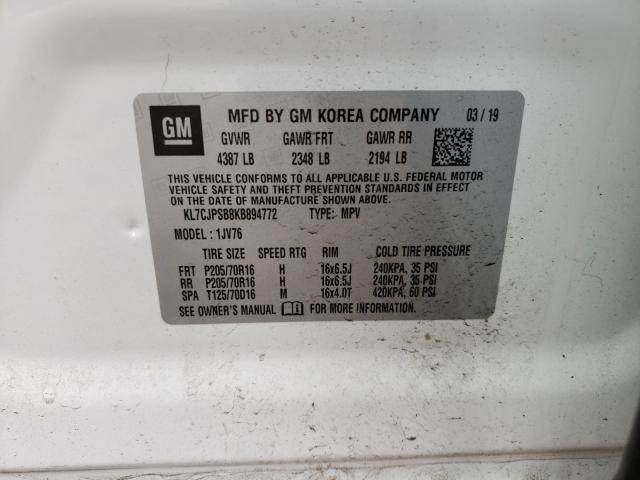 GM
MFD BY GM KOREA COMPANY 03 / 19
GVWR GAWR FRT GAWR RR
4387 LB 2348 LB 2194 LB
THIS VEHICLE CONFORMS TO ALL APPLICABLE U.S. FEDERAL MOTOR
VEHICLE SAFETY AND THEFT PREVENTION STANDARDS IN EFFECT
ON THE DATE OF MANUFACTURE SHOWN ABOVE.
KL7CJPSB8KB894772 TYPE: MPV
MODEL : 1JV76
TIRE SIZE SPEED RTG RIM COLD TIRE PRESSURE
FRT P205/70R16 H 16x6.5J 240KPA, 35 PSI
RR P205/70R16 H 16x6.5J 240KPA, 35 PSI
SPA T125/70D16 M 16x4.0T 420KPA, 60 PSI
SEE OWNER'S MANUAL FOR MORE INFORMATION.